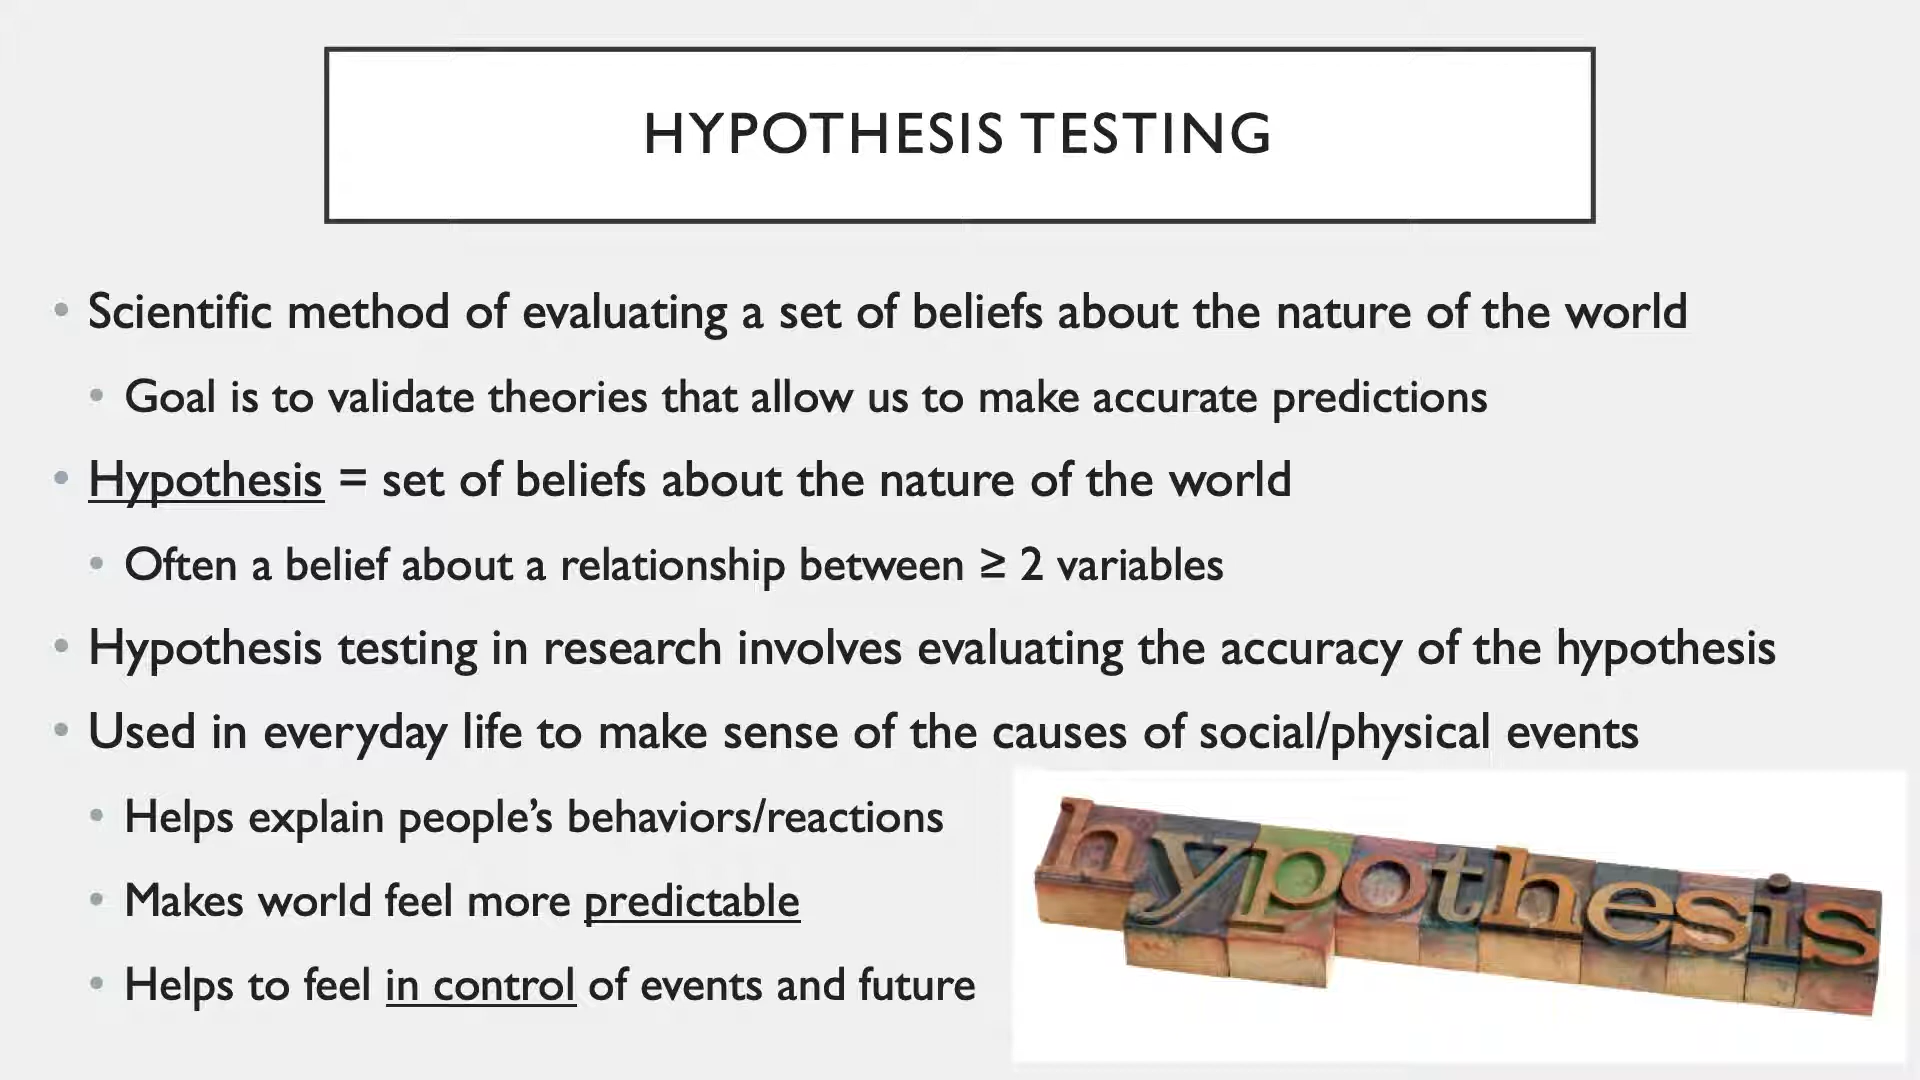 HYPOTHESIS TESTING
• Scientific method of evaluating a set of beliefs about the nature of the world
• Goal is to validate theories that allow us to make accurate predictions
• Hypothesis = set of beliefs about the nature of the world
• Often a belief about a relationship between ≥ 2 variables
• Hypothesis testing in research involves evaluating the accuracy of the hypothesis
• Used in everyday life to make sense of the causes of social/physical events
• Helps explain people’s behaviors/reactions
• Makes world feel more predictable
• Helps to feel in control of events and future
hypothesis